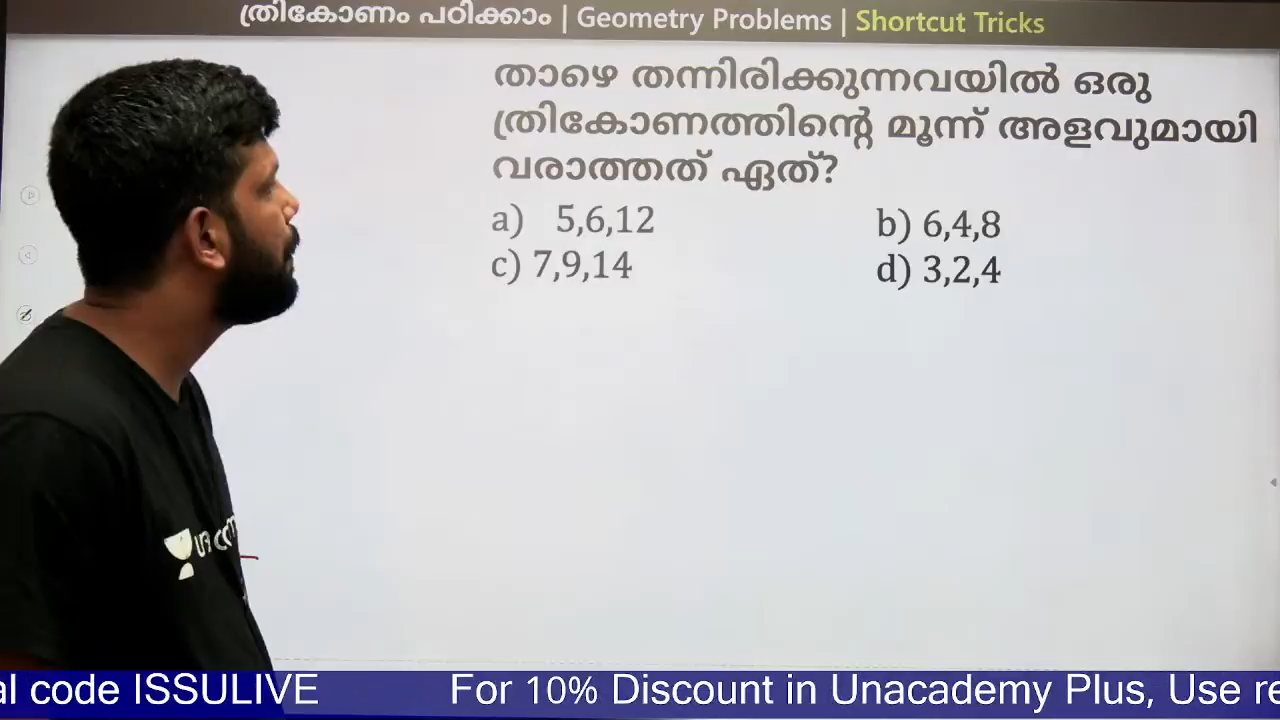 ത്രികോണം പഠിക്കാം | Geometry Problems | Shortcut Tricks
താഴെ തന്നിരിക്കുന്നവയിൽ ഒരു
ത്രികോണത്തിന്റെ മൂന്ന് അളവുമായി
വരാത്തത് ഏത്?
a) 5,6,12 b) 6,4,8
c) 7,9,14 d) 3,2,4
al code ISSULIVE For 10% Discount in Unacademy Plus, Use re